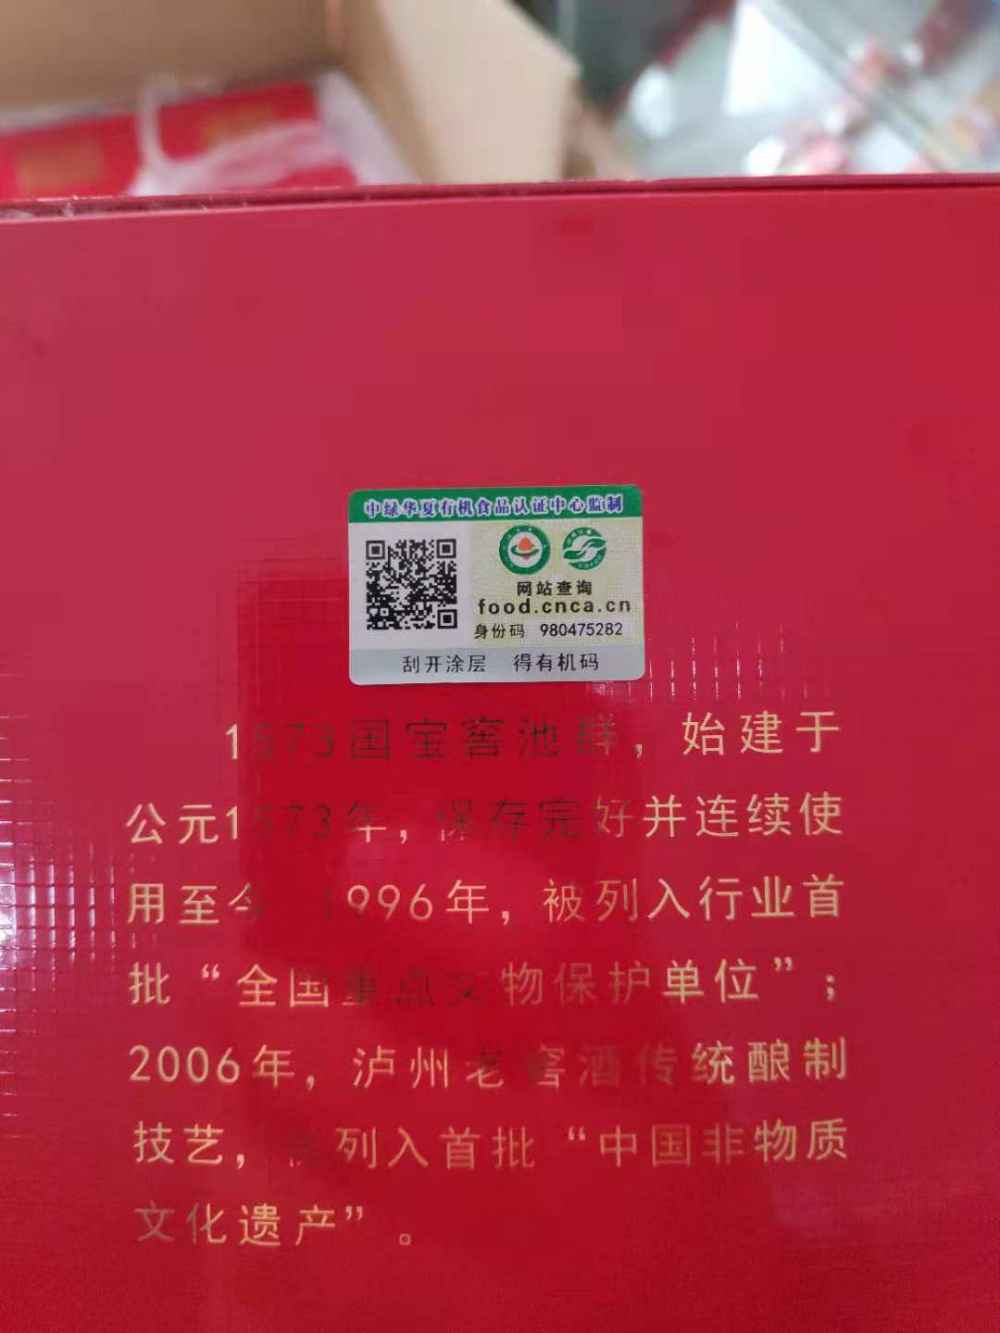 中绿华夏有机食品认证中心监制
网站查询
food.cnca.cn
身份码 980475282
刮开涂层 得有机码
1573国宝窖池群，始建于
公元1573年，保存完好并连续使
用至今 1996年，被列入行业首
批“全国重点文物保护单位”；
2006年，泸州老窖酒传统酿制
技艺，列入首批“中国非物质
文化遗产”。